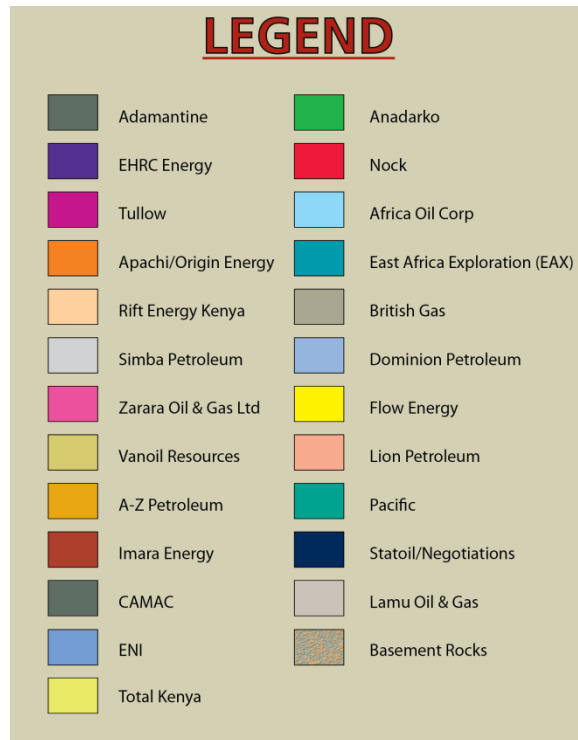 LEGEND
Adamantine
EHRC Energy
Tullow
Apachi/Origin Energy
Rift Energy Kenya
Simba Petroleum
Zarara Oil & Gas Ltd
Vanoil Resources
A-Z Petroleum
Imara Energy
CAMAC
ENI
Total Kenya
Anadarko
Nock
Africa Oil Corp
East Africa Exploration (EAX)
British Gas
Dominion Petroleum
Flow Energy
Lion Petroleum
Pacific
Statoil/Negotiations
Lamu Oil & Gas
Basement Rocks